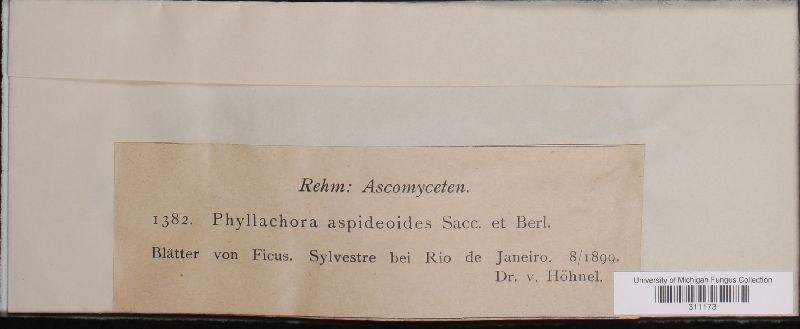 Rehm: Ascomyceten.
1382. Phyllachora aspideoides Sacc. et Berl.
Blätter von Ficus. Sylvestre bei Rio de Janeiro. 8/1899.
Dr. v. Höhnel.
University of Michigan Fungus Collection
311173